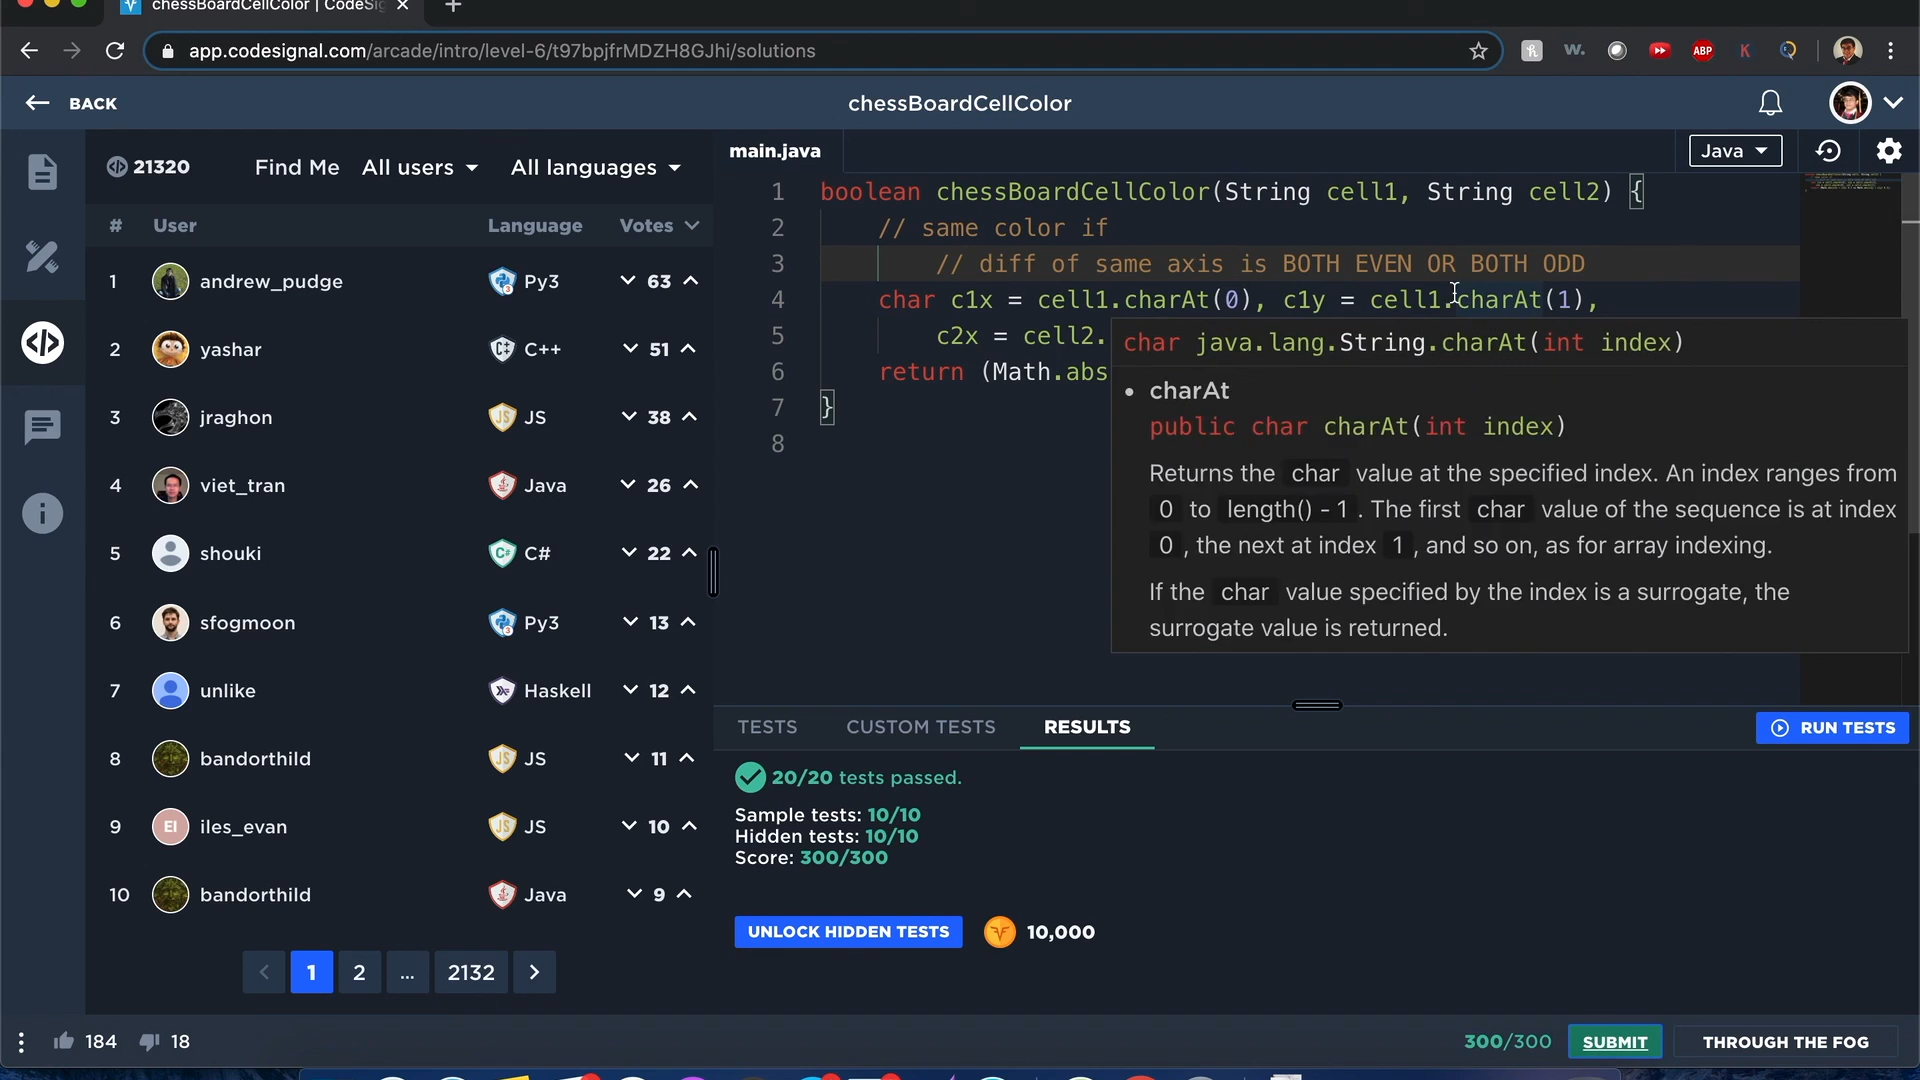 chessBoardCellColor | CodeSig
app.codesignal.com/arcade/intro/level-6/t97bpjfrMDZH8GJhi/solutions
BACK
chessBoardCellColor
21320
Find Me
All users
All languages
# User Language Votes
1 andrew_pudge Py3 63
2 yashar C++ 51
3 jraghon JS 38
4 viet_tran Java 26
5 shouki C# 22
6 sfogmoon Py3 13
7 unlike Haskell 12
8 bandorthild JS 11
9 EI iles_evan JS 10
10 bandorthild Java 9
1 2 ... 2132
main.java
Java
1 boolean chessBoardCellColor(String cell1, String cell2) {
2 // same color if
3 // diff of same axis is BOTH EVEN OR BOTH ODD
4 char c1x = cell1.charAt(0), c1y = cell1.charAt(1),
5 c2x = cell2.
6 return (Math.abs
7 }
8
char java.lang.String.charAt(int index)
• charAt
public char charAt(int index)
Returns the char value at the specified index. An index ranges from
0 to length() - 1 . The first char value of the sequence is at index
0 , the next at index 1 , and so on, as for array indexing.
If the char value specified by the index is a surrogate, the
surrogate value is returned.
TESTS
CUSTOM TESTS
RESULTS
RUN TESTS
20/20 tests passed.
Sample tests: 10/10
Hidden tests: 10/10
Score: 300/300
UNLOCK HIDDEN TESTS
10,000
184
18
300/300
SUBMIT
THROUGH THE FOG